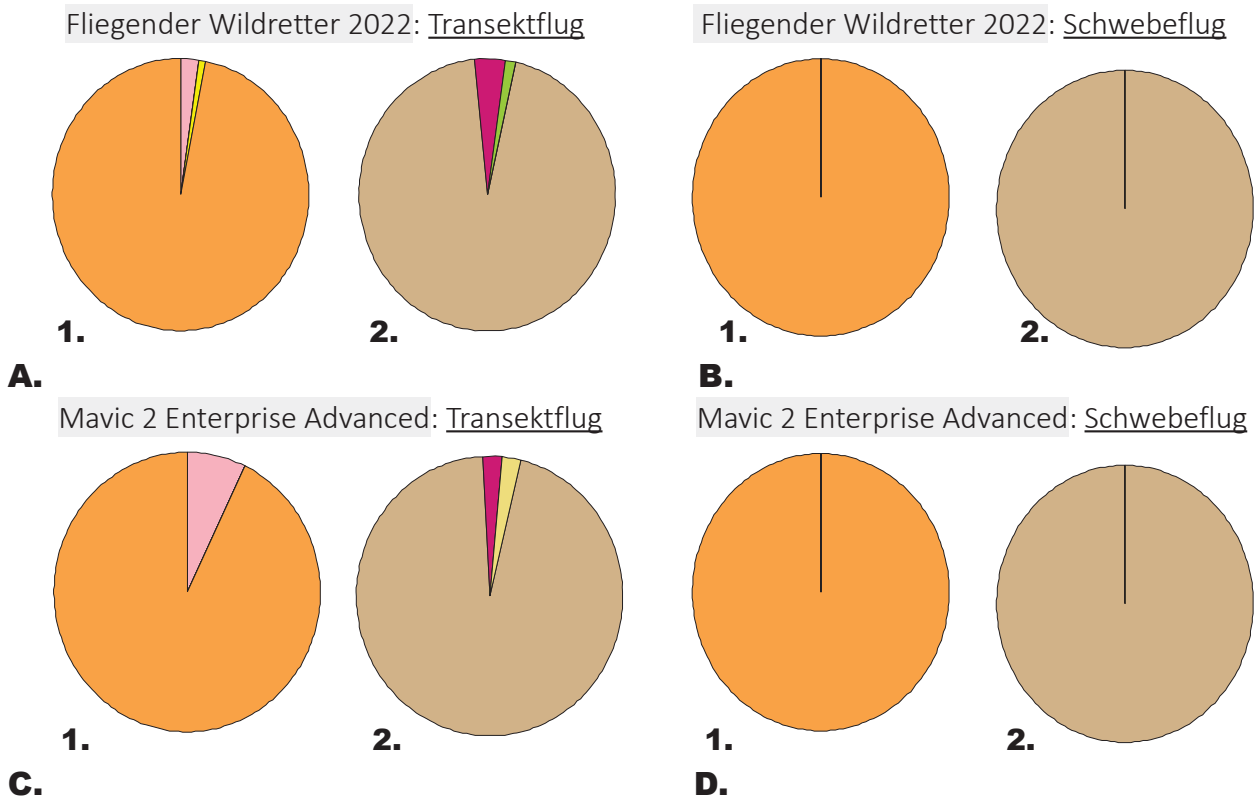 Fliegender Wildretter 2022: Transektflug
1.
2.
A.
Fliegender Wildretter 2022: Schwebeflug
1.
2.
B.
Mavic 2 Enterprise Advanced: Transektflug
1.
2.
C.
Mavic 2 Enterprise Advanced: Schwebeflug
1.
2.
D.